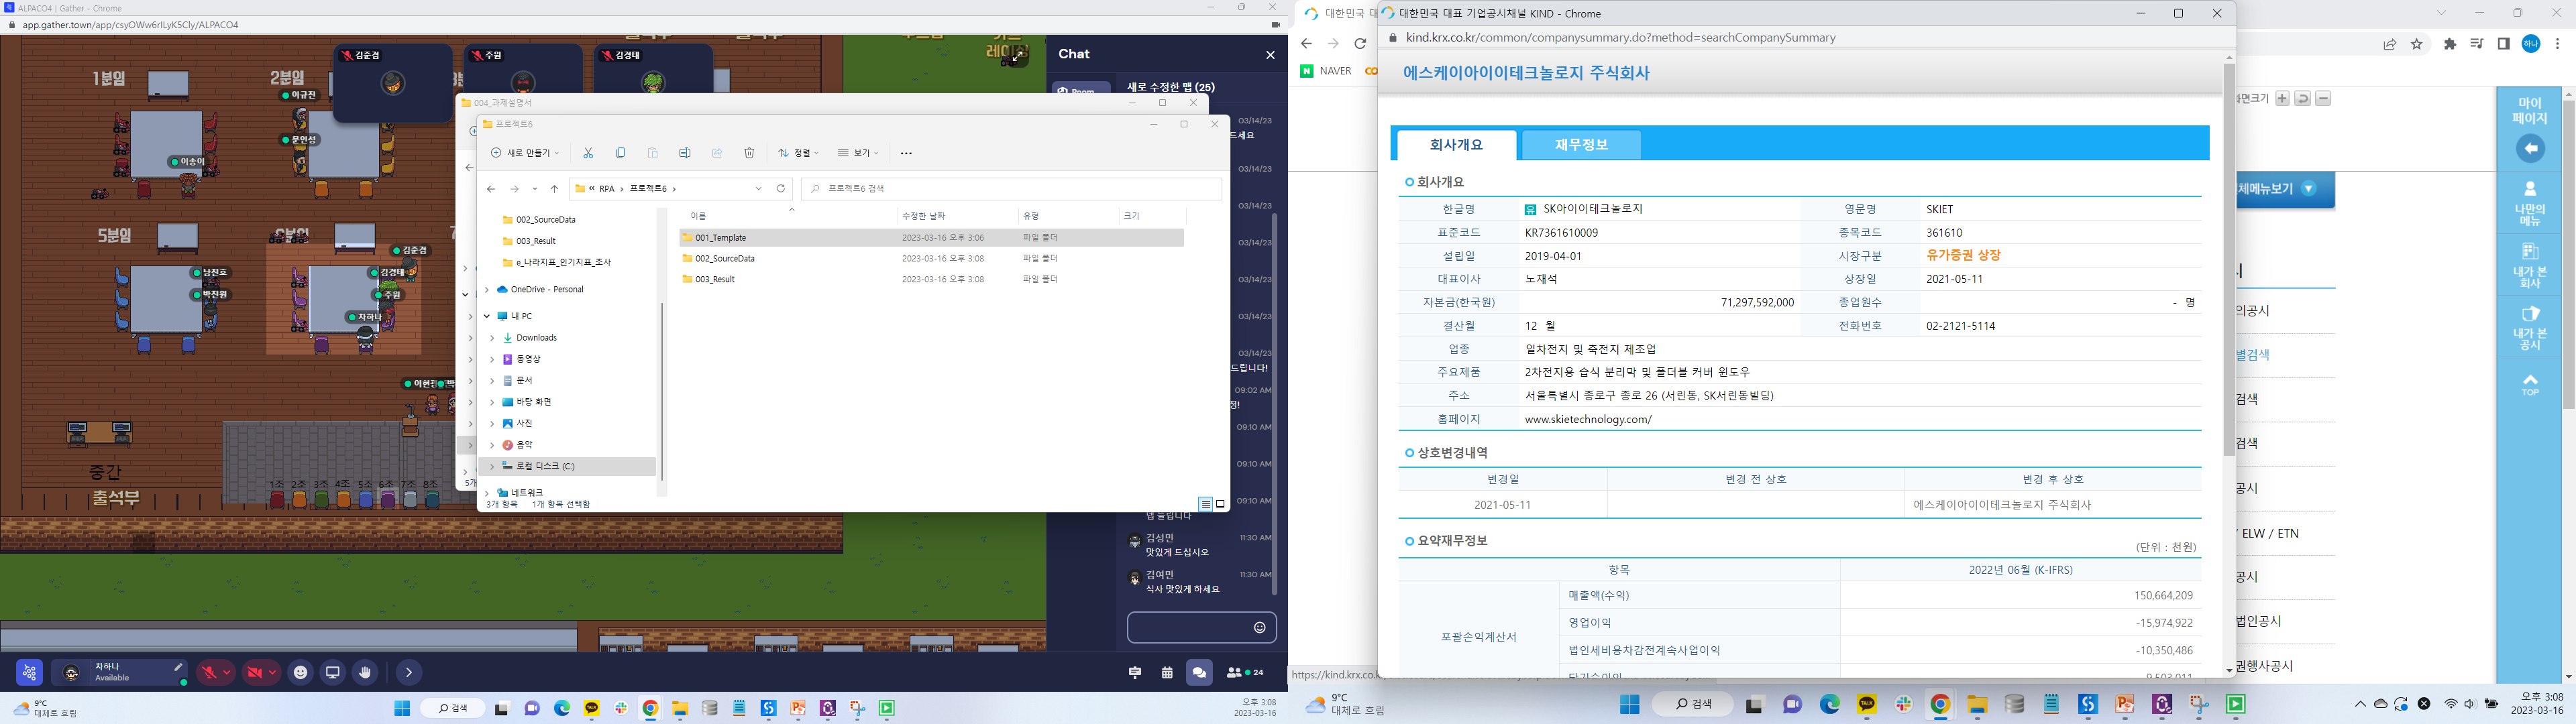 ALPACO4 | Gather - Chrome
app.gather.town/app/csyOWw6rlLyK5Cly/ALPACO4
김준경
주원
김경태
1분임
2분임
이규진
문인성
이송이
5분임
김준경
김경태
주원
차하나
남진호
박진원
이현진
중간
출석부
1조 2조 3조 4조 5조 6조 7조 8조
Chat
Room
새로 수정한 맵 (25)
03/14/23
드세요
03/14/23
03/14/23
03/14/23
03/14/23
03/14/23
03/14/23
드립니다!
09:02 AM
정!
09:10 AM
09:10 AM
09:10 AM
김성민
11:30 AM
맛있게 드십시오
김여민
11:30 AM
식사 맛있게 하세요
차하나
Available
24
004_과제설명서
프로젝트6
새로 만들기
정렬
보기
RPA > 프로젝트6 >
프로젝트6 검색
002_SourceData
003_Result
e_나라지표_인기지표_조사
OneDrive - Personal
내 PC
Downloads
동영상
문서
바탕 화면
사진
음악
로컬 디스크 (C:)
네트워크
이름 수정한 날짜 유형 크기
001_Template 2023-03-16 오후 3:06 파일 폴더
002_SourceData 2023-03-16 오후 3:08 파일 폴더
003_Result 2023-03-16 오후 3:08 파일 폴더
3개 항목 1개 항목 선택함
5개
9°C
대체로 흐림
검색
오후 3:08
2023-03-16
대한민국 대
NAVER
대한민국 대표 기업공시채널 KIND - Chrome
kind.krx.co.kr/common/companysummary.do?method=searchCompanySummary
에스케이아이이테크놀로지 주식회사
회사개요
재무정보
회사개요
한글명 SK아이이테크놀로지 영문명 SKIET
표준코드 KR7361610009 종목코드 361610
설립일 2019-04-01 시장구분 유가증권 상장
대표이사 노재석 상장일 2021-05-11
자본금(한국원) 71,297,592,000 종업원수 - 명
결산월 12 월 전화번호 02-2121-5114
업종 일차전지 및 축전지 제조업
주요제품 2차전지용 습식 분리막 및 폴더블 커버 윈도우
주소 서울특별시 종로구 종로 26 (서린동, SK서린동빌딩)
홈페이지 www.skietechnology.com/
상호변경내역
변경일 변경 전 상호 변경 후 상호
2021-05-11 에스케이아이이테크놀로지 주식회사
요약재무정보
(단위 : 천원)
항목 2022년 06월 (K-IFRS)
포괄손익계산서
매출액(수익) 150,664,209
영업이익 -15,974,922
법인세비용차감전계속사업이익 -10,350,486
하나
화면크기
체메뉴보기
마이
페이지
나만의
메뉴
내가 본
회사
내가 본
공시
TOP
의공시
별검색
검색
검색
공시
/ ELW / ETN
공시
법인공시
권행사공시
https://kind.krx.co.k
9°C
대체로 흐림
검색
오후 3:08
2023-03-16